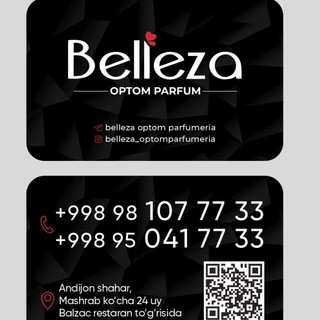 Belleza
OPTOM PARFUM
belleza optom parfumeria
belleza_optomparfumeria
+998 98 107 77 33
+998 95 041 77 33
Andijon shahar,
Mashrab ko'cha 24 uy
Balzac restaran to'g'risida